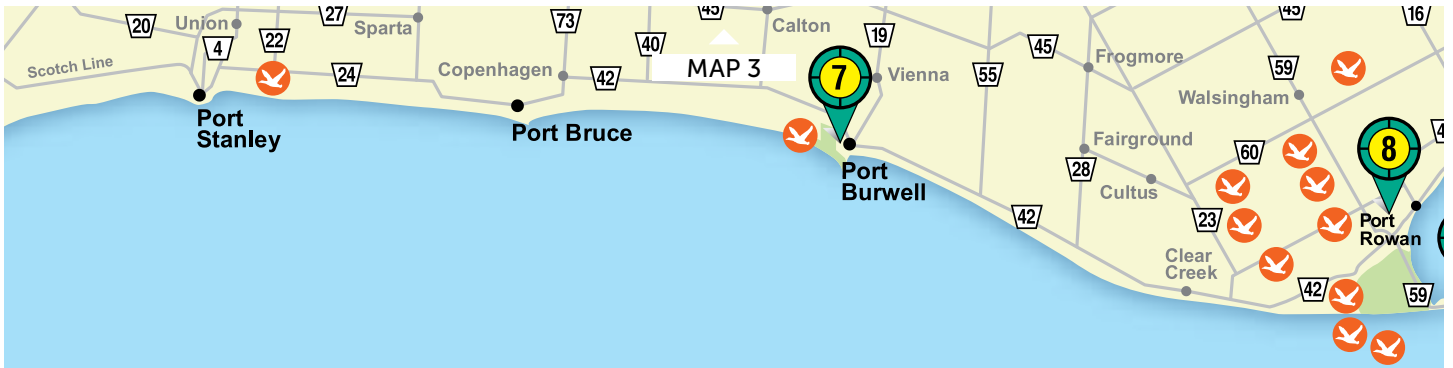 20
Union
27
Sparta
73
45
Calton
19
45
16
4
22
40
MAP 3
45
Frogmore
59
Scotch Line
24
Copenhagen
42
7
Vienna
55
Walsingham
Port
Stanley
Port Bruce
Port
Burwell
Fairground
28
Cultus
60
8
4
23
42
Port
Rowan
Clear
Creek
42
59